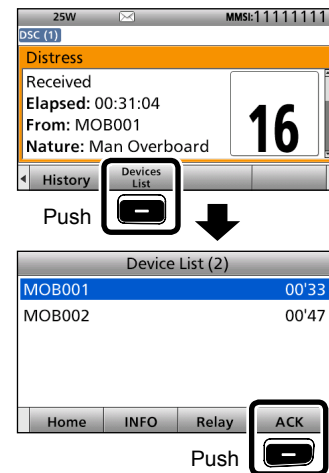 25W MMSI:11111111
DSC (1)
Distress
Received
Elapsed: 00:31:04
From: MOB001
Nature: Man Overboard
16
History Devices List
Push
Device List (2)
MOB001 00'33
MOB002 00'47
Home INFO Relay ACK
Push